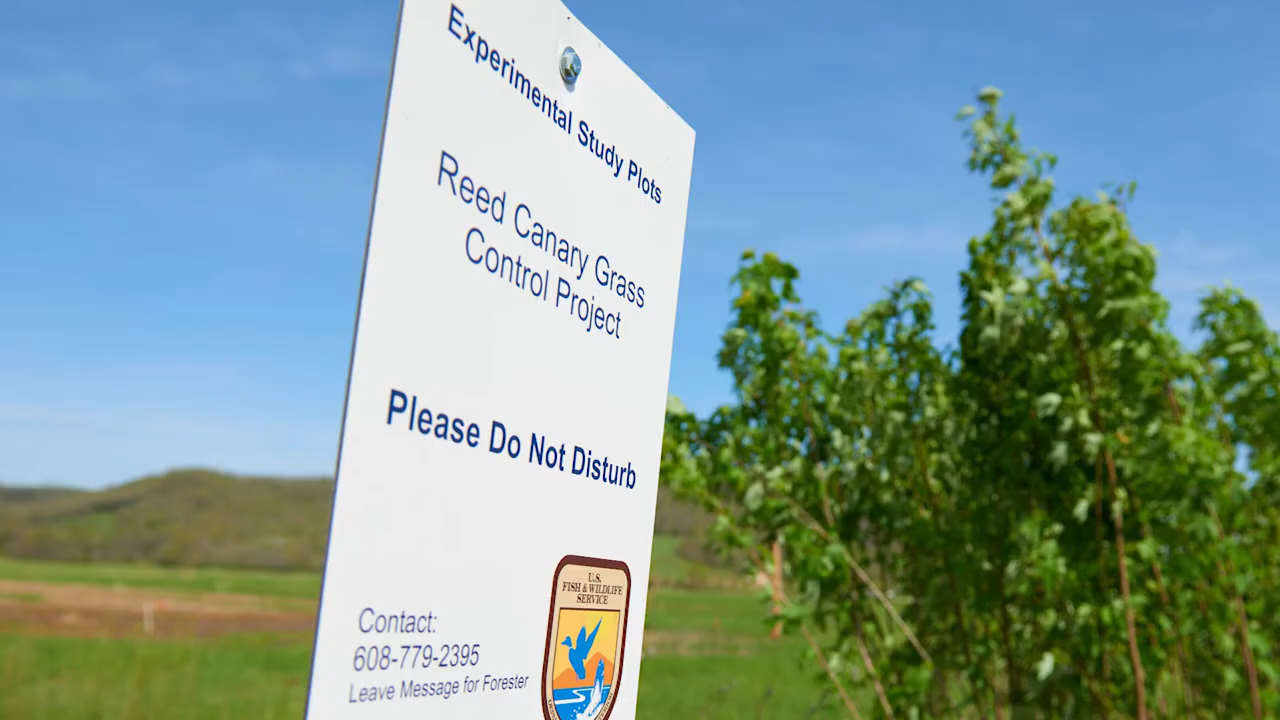 Experimental Study Plots
Reed Canary Grass
Control Project
Please Do Not Disturb
Contact:
608-779-2395
Leave Message for Forester
U.S.
FISH & WILDLIFE
SERVICE